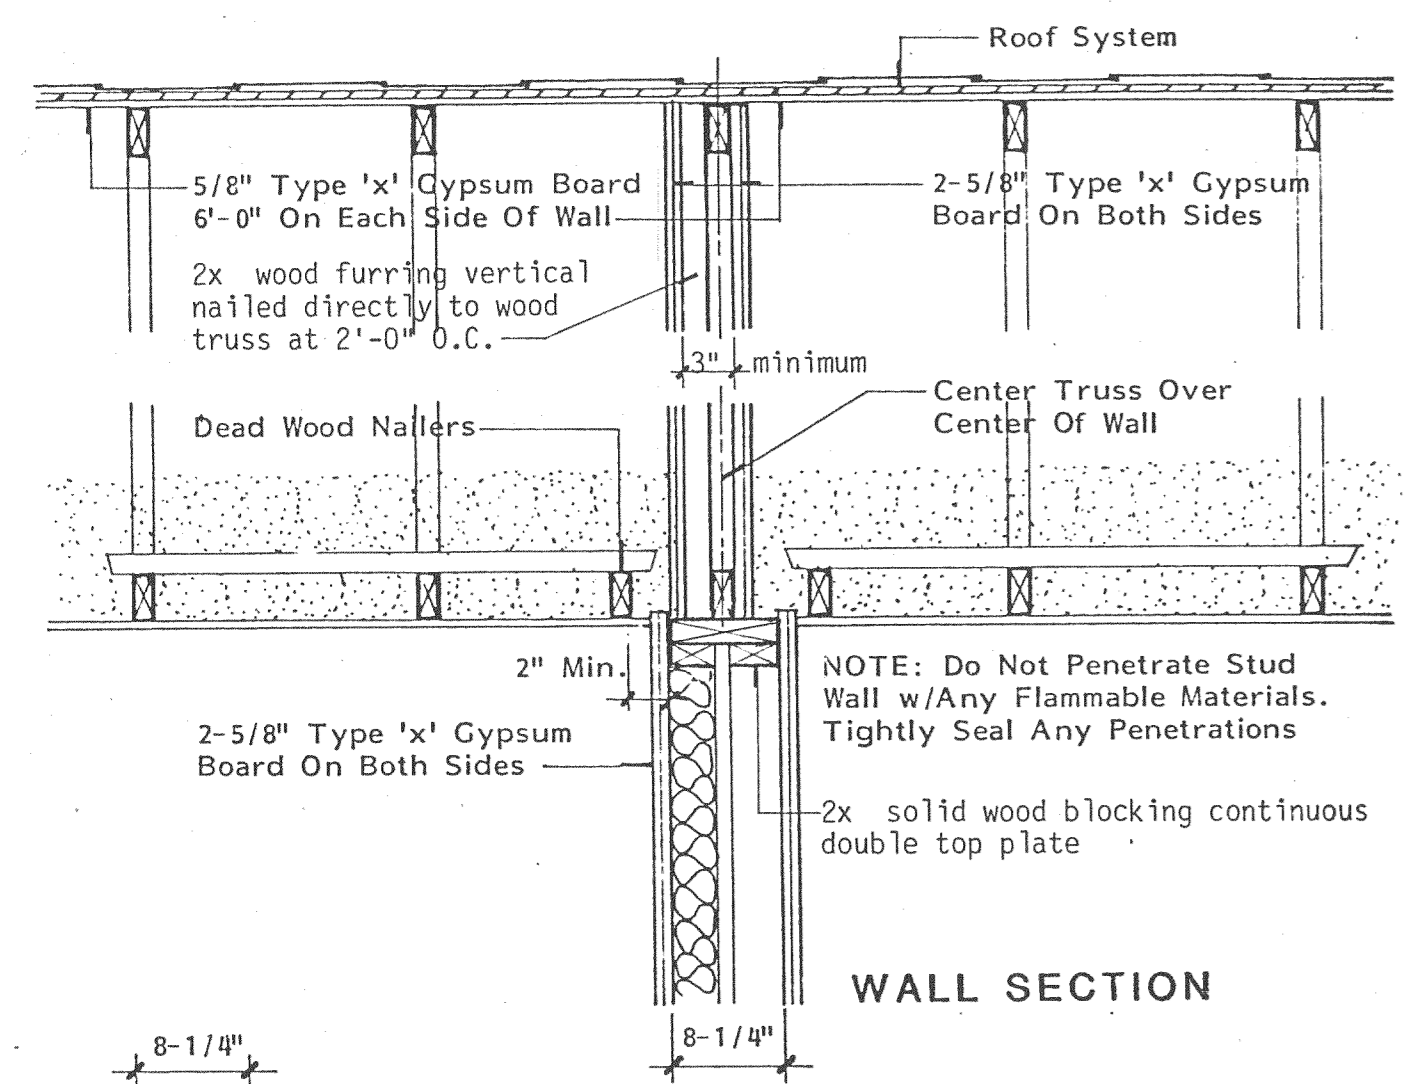 Roof System
5/8" Type 'x' Gypsum Board
6'-0" On Each Side Of Wall
2-5/8" Type 'x' Gypsum
Board On Both Sides
2x wood furring vertical
nailed directly to wood
truss at 2'-0" O.C.
3" minimum
Center Truss Over
Center Of Wall
Dead Wood Nailers
2" Min.
NOTE: Do Not Penetrate Stud
Wall w/Any Flammable Materials.
Tightly Seal Any Penetrations
2-5/8" Type 'x' Gypsum
Board On Both Sides
2x solid wood blocking continuous
double top plate
WALL SECTION
8-1/4"
8-1/4"